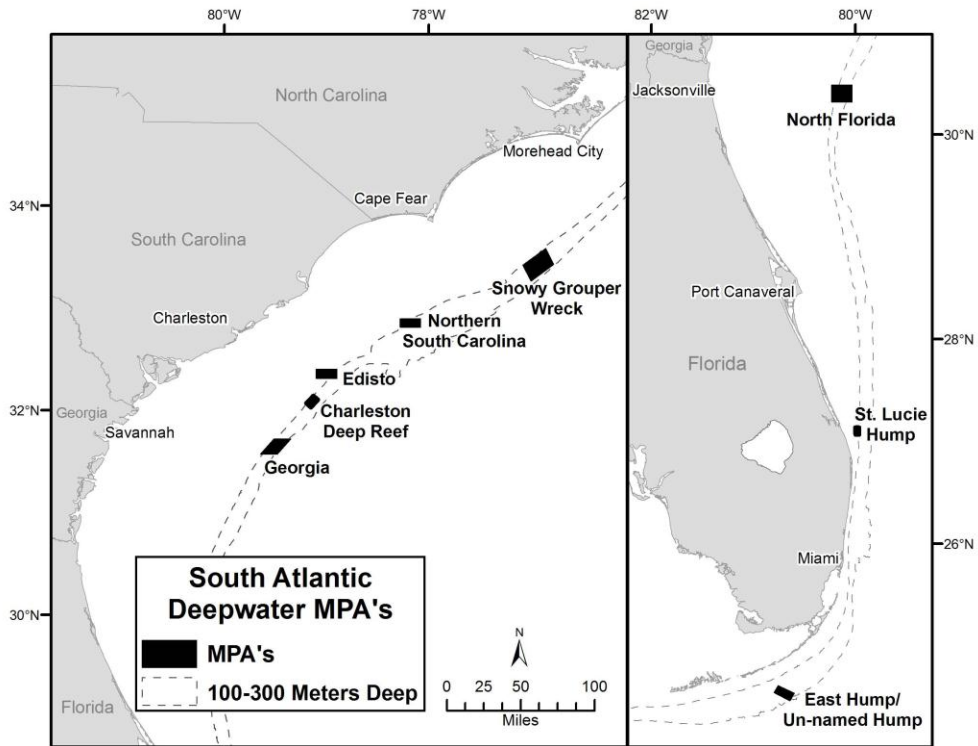 80°W
78°W
82°W
80°W
Georgia
North Carolina
Jacksonville
North Florida
30°N
Morehead City
34°N
Cape Fear
South Carolina
Snowy Grouper
Wreck
Port Canaveral
Charleston
Northern
South Carolina
28°N
Florida
Edisto
32°N
Georgia
Savannah
Charleston
Deep Reef
St. Lucie
Hump
Georgia
Miami
26°N
South Atlantic
Deepwater MPA's
MPA's
100-300 Meters Deep
30°N
N
0 25 50 100
Miles
Florida
East Hump/
Un-named Hump